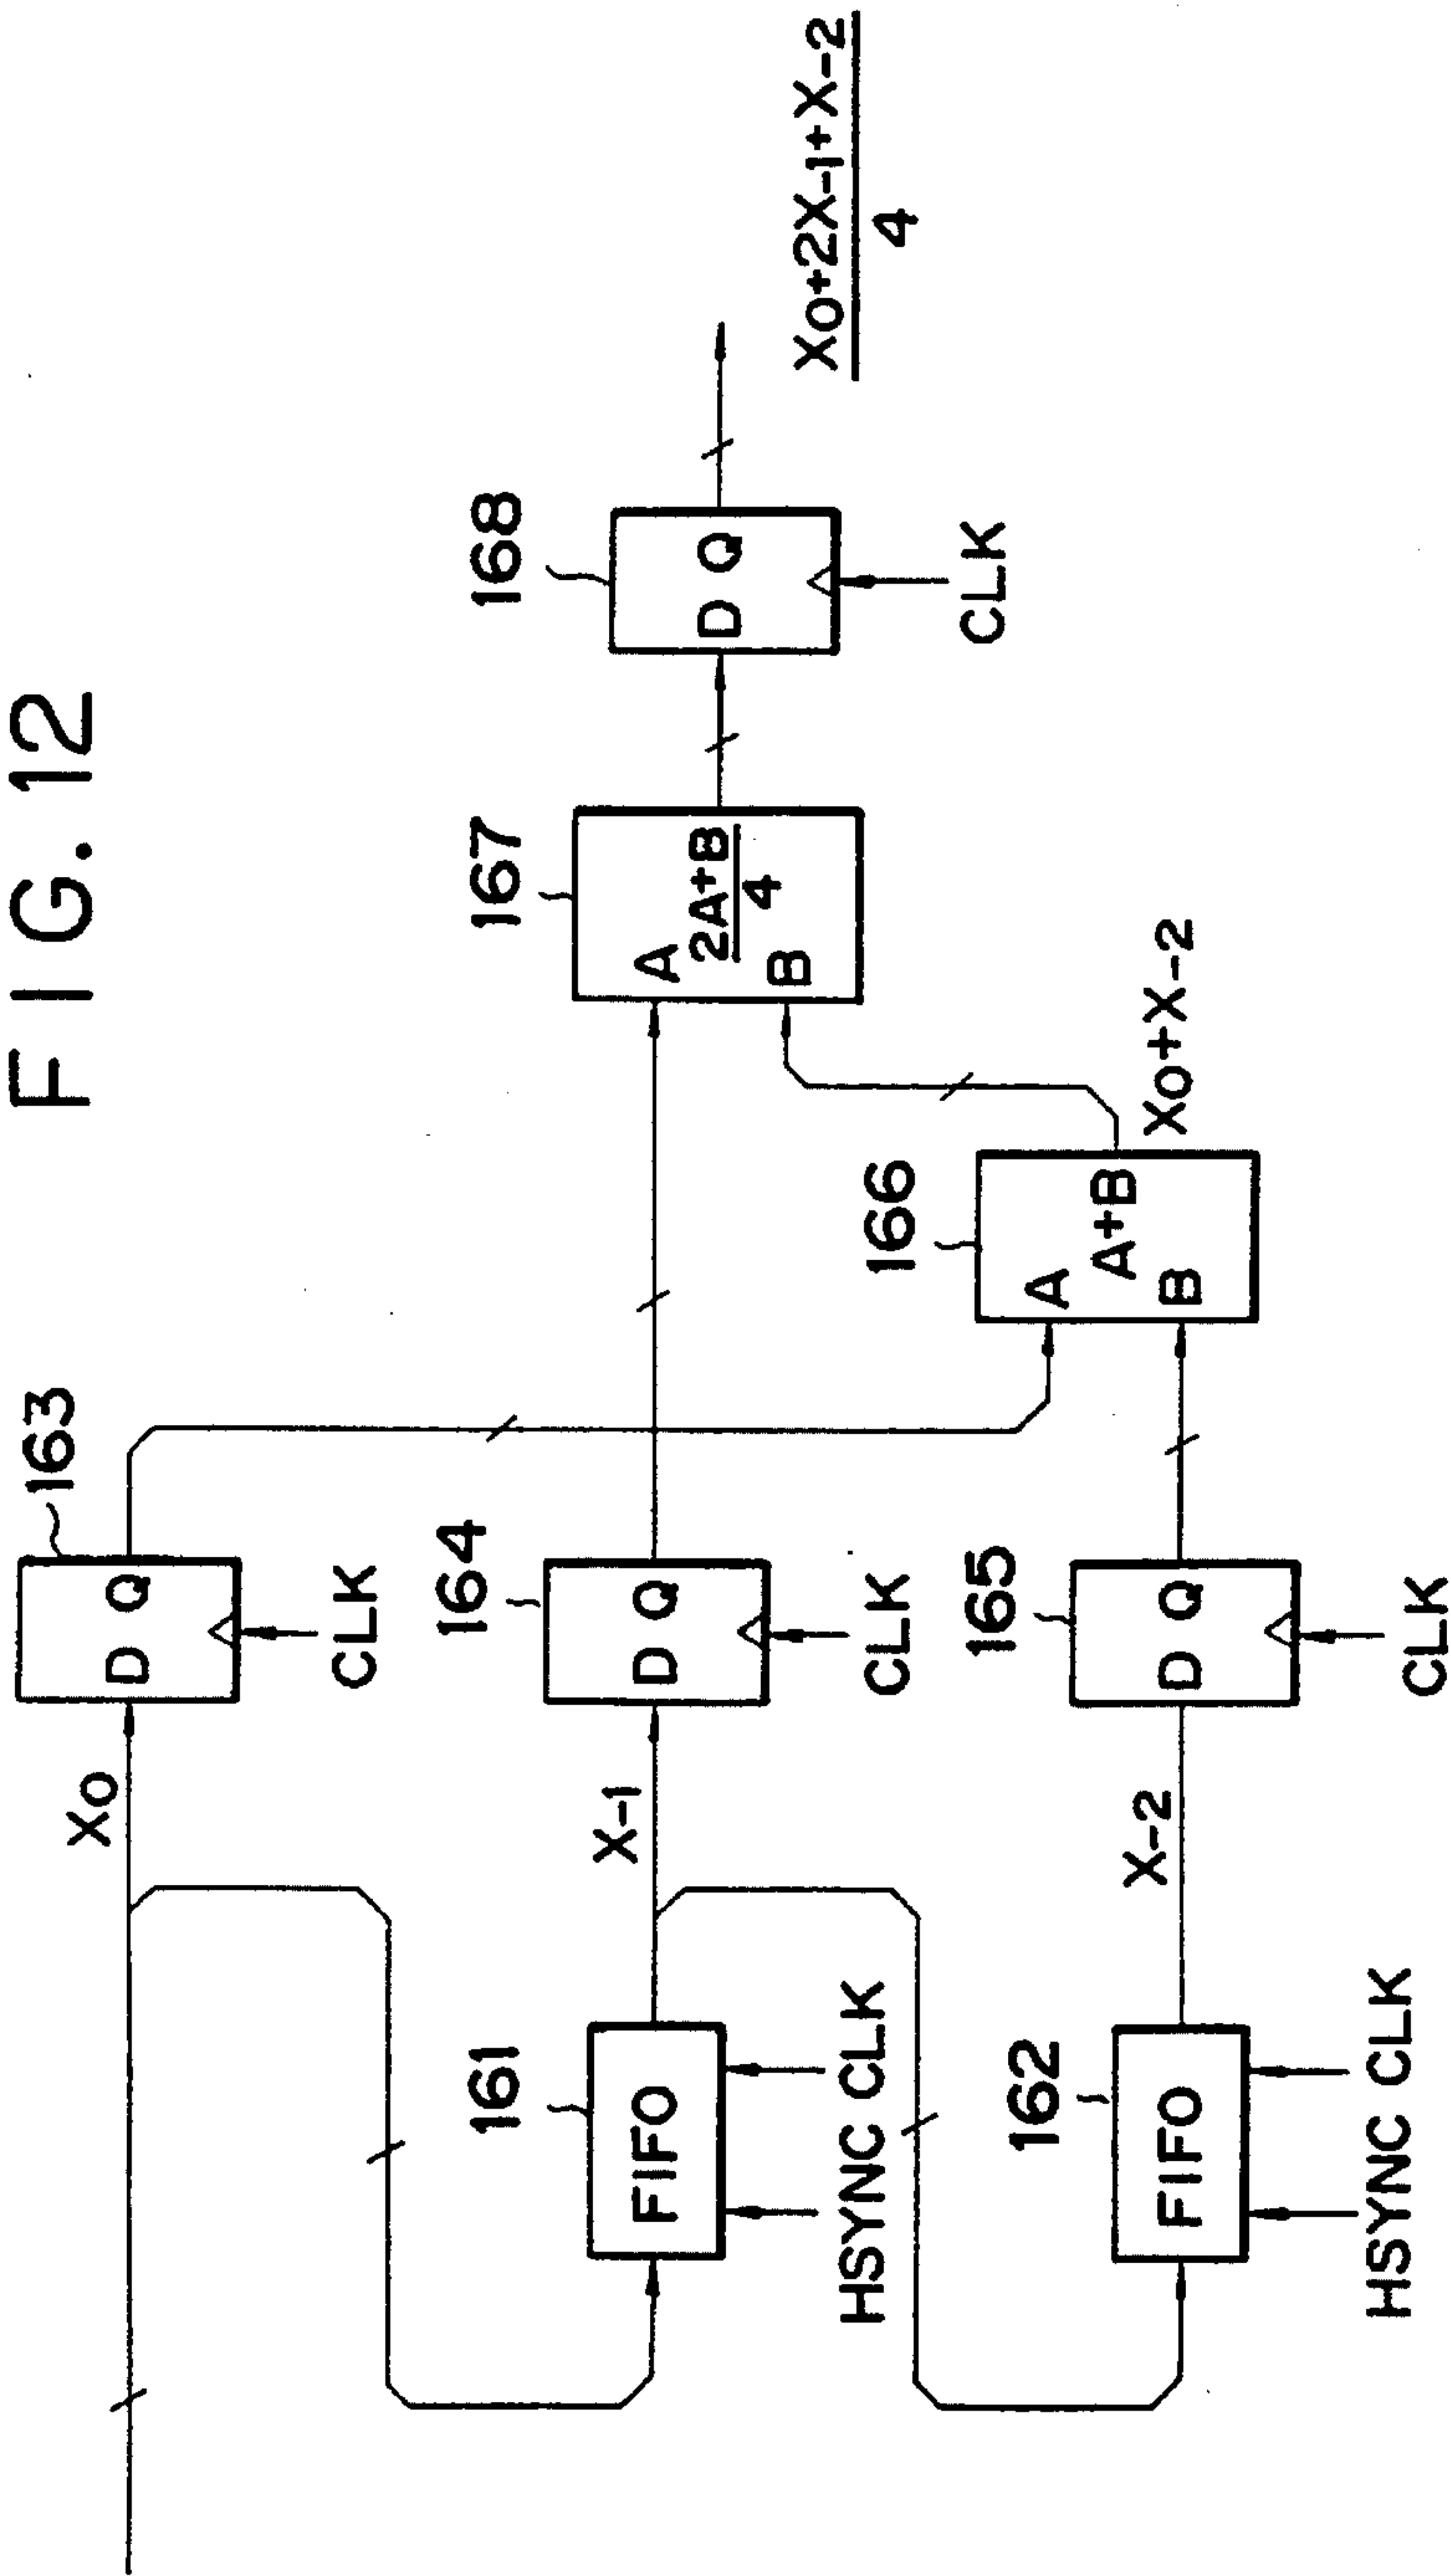 FIG. 12
X0
163
D Q
CLK
161
FIFO
HSYNC CLK
X-1
164
D Q
CLK
167
A
2A+B
4
B
168
D Q
CLK
X0+2X-1+X-2
4
162
FIFO
HSYNC CLK
X-2
165
D Q
CLK
166
A
A+B
B
X0+X-2